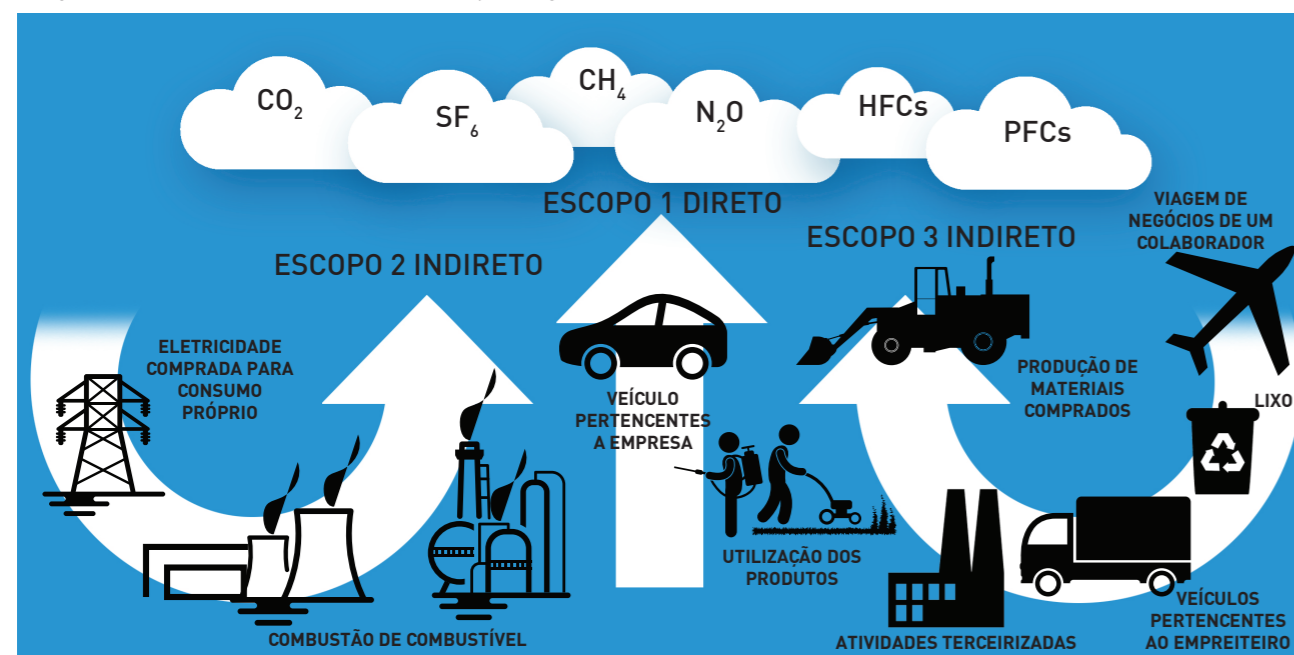 CO₂
SF₆
CH₄
N₂O
HFCs
PFCs
ESCOPO 1 DIRETO
ESCOPO 2 INDIRETO
ESCOPO 3 INDIRETO
VIAGEM DE
NEGÓCIOS DE UM
COLABORADOR
ELETRICIDADE
COMPRADA PARA
CONSUMO
PRÓPRIO
VEÍCULO
PERTENCENTES
A EMPRESA
PRODUÇÃO DE
MATERIAIS
COMPRADOS
LIXO
UTILIZAÇÃO DOS
PRODUTOS
COMBUSTÃO DE COMBUSTÍVEL
ATIVIDADES TERCEIRIZADAS
VEÍCULOS
PERTENCENTES
AO EMPREITEIRO